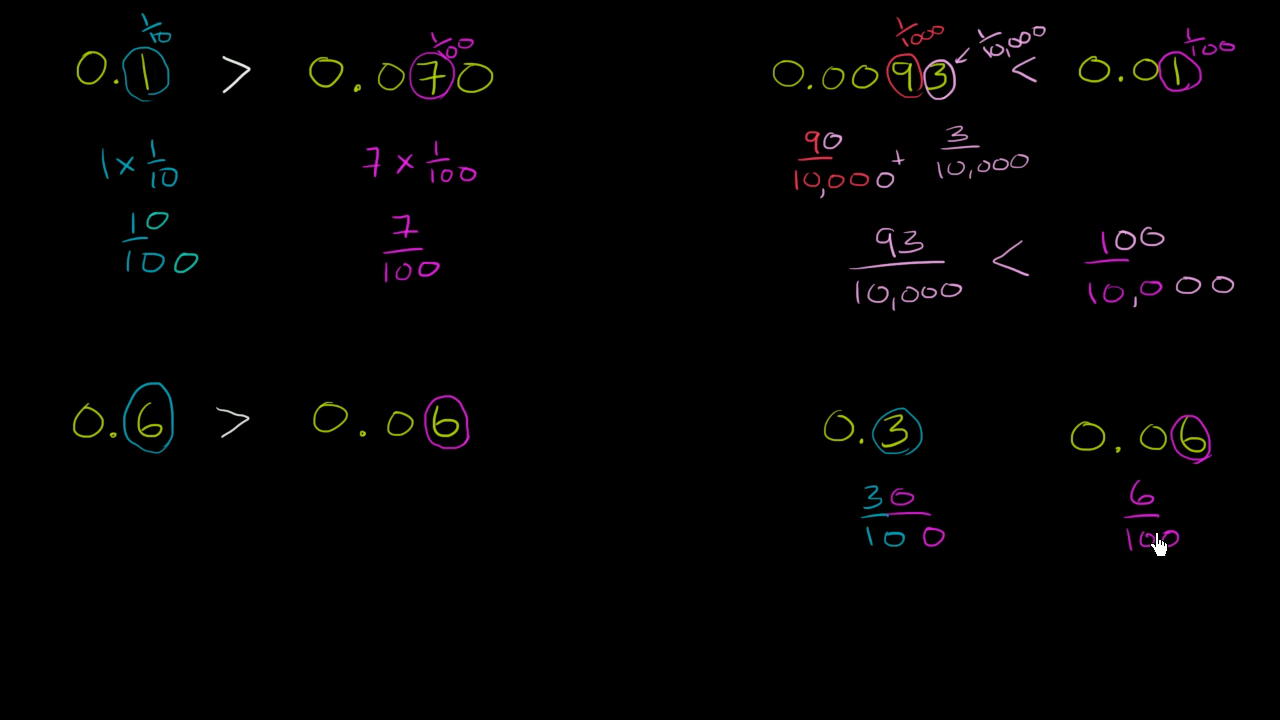 1/10 1/100
0.1 > 0.070
1 × 1/10 7 × 1/100
10/100 7/100
1/1000 1/10,000 1/100
0.0093 < 0.01
90/10,000 + 3/10,000
93/10,000 < 100/10,000
0.6 > 0.06
0.3 0.06
30/100 6/100